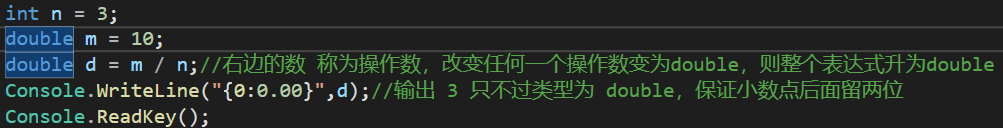 int n = 3;
double m = 10;
double d = m / n;//右边的数 称为操作数，改变任何一个操作数变为double，则整个表达式升为double
Console.WriteLine("{0:0.00}",d);//输出 3 只不过类型为 double，保证小数点后面留两位
Console.ReadKey();